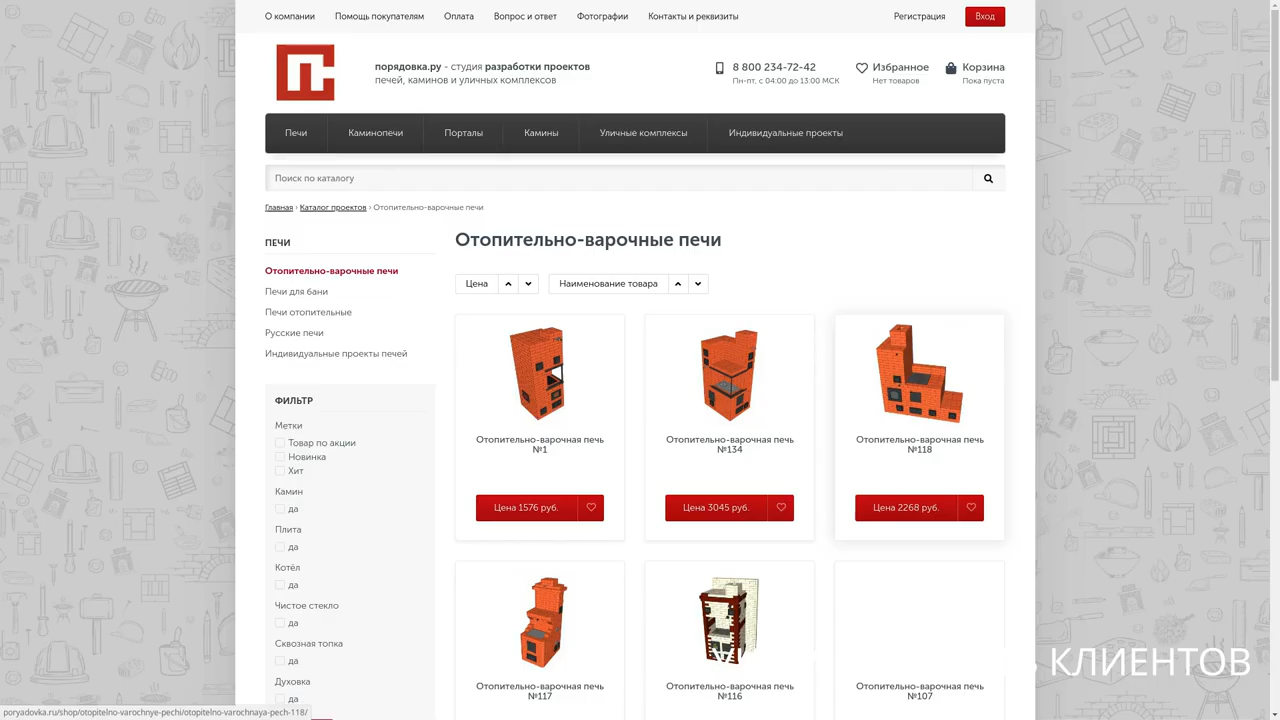 О компании
Помощь покупателям
Оплата
Вопрос и ответ
Фотографии
Контакты и реквизиты
Регистрация
Вход
порядовка.ру - студия разработки проектов
печей, каминов и уличных комплексов
8 800 234-72-42
Пн-пт, с 04:00 до 13:00 МСК
Избранное
Нет товаров
Корзина
Пока пуста
Печи
Каминопечи
Порталы
Камины
Уличные комплексы
Индивидуальные проекты
Поиск по каталогу
Главная › Каталог проектов › Отопительно-варочные печи
ПЕЧИ
Отопительно-варочные печи
Печи для бани
Печи отопительные
Русские печи
Индивидуальные проекты печей
ФИЛЬТР
Метки
Товар по акции
Новинка
Хит
Камин
да
Плита
да
Котёл
да
Чистое стекло
да
Сквозная топка
да
Духовка
да
Отопительно-варочные печи
Цена
Наименование товара
Отопительно-варочная печь
№1
Цена 1576 руб.
Отопительно-варочная печь
№134
Цена 3045 руб.
Отопительно-варочная печь
№118
Цена 2268 руб.
Отопительно-варочная печь
№117
Отопительно-варочная печь
№116
Отопительно-варочная печь
№107
КЛИЕНТОВ
poryadovka.ru/shop/otopitelno-varochnye-pechi/otopitelno-varochnaya-pech-118/